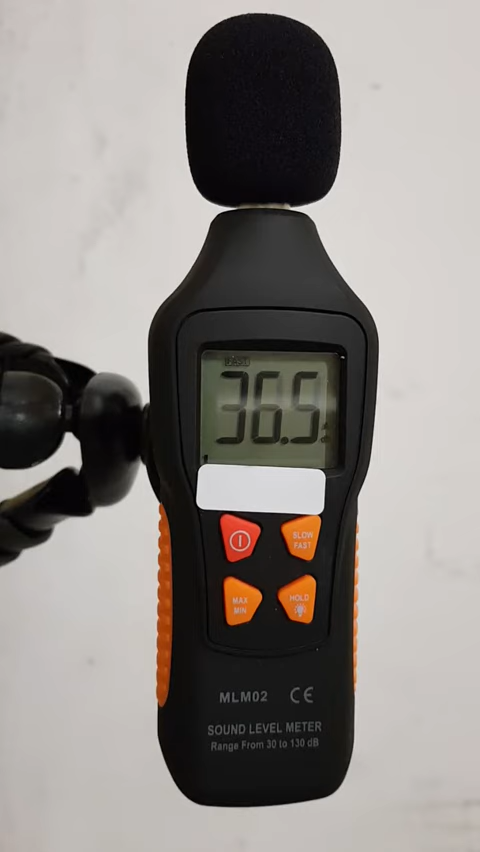 36.5
SLOW
FAST
MAX
MIN
HOLD
MLM02 CE
SOUND LEVEL METER
Range From 30 to 130 dB